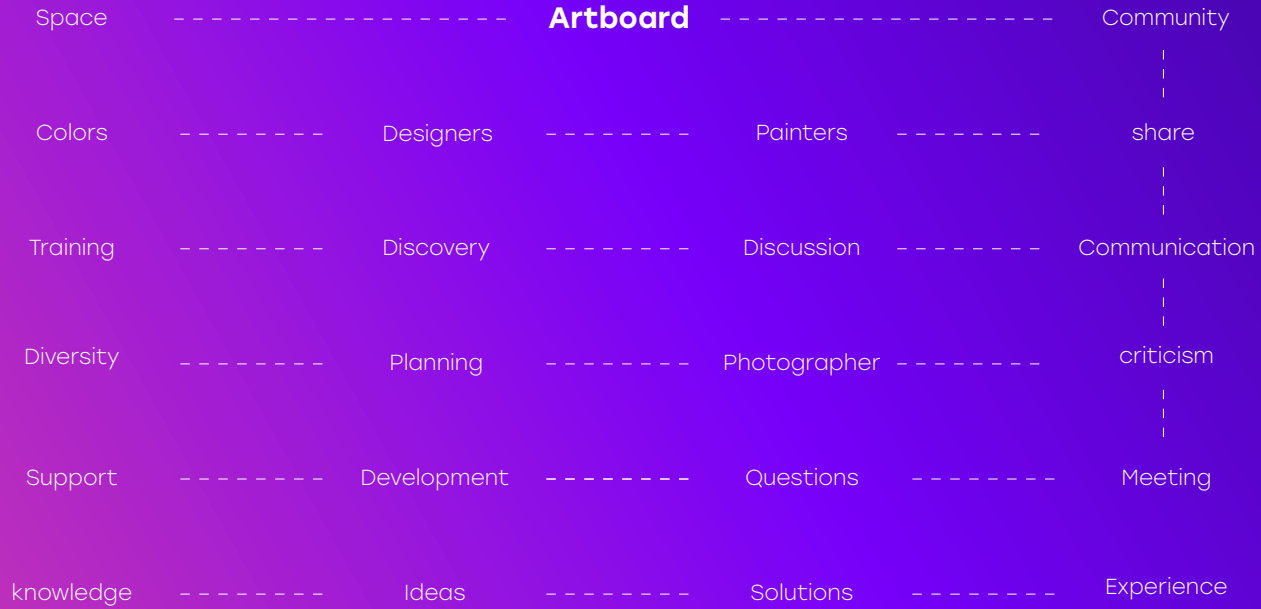 Space Artboard Community
Colors Designers Painters share
Training Discovery Discussion Communication
Diversity Planning Photographer criticism
Support Development Questions Meeting
knowledge Ideas Solutions Experience